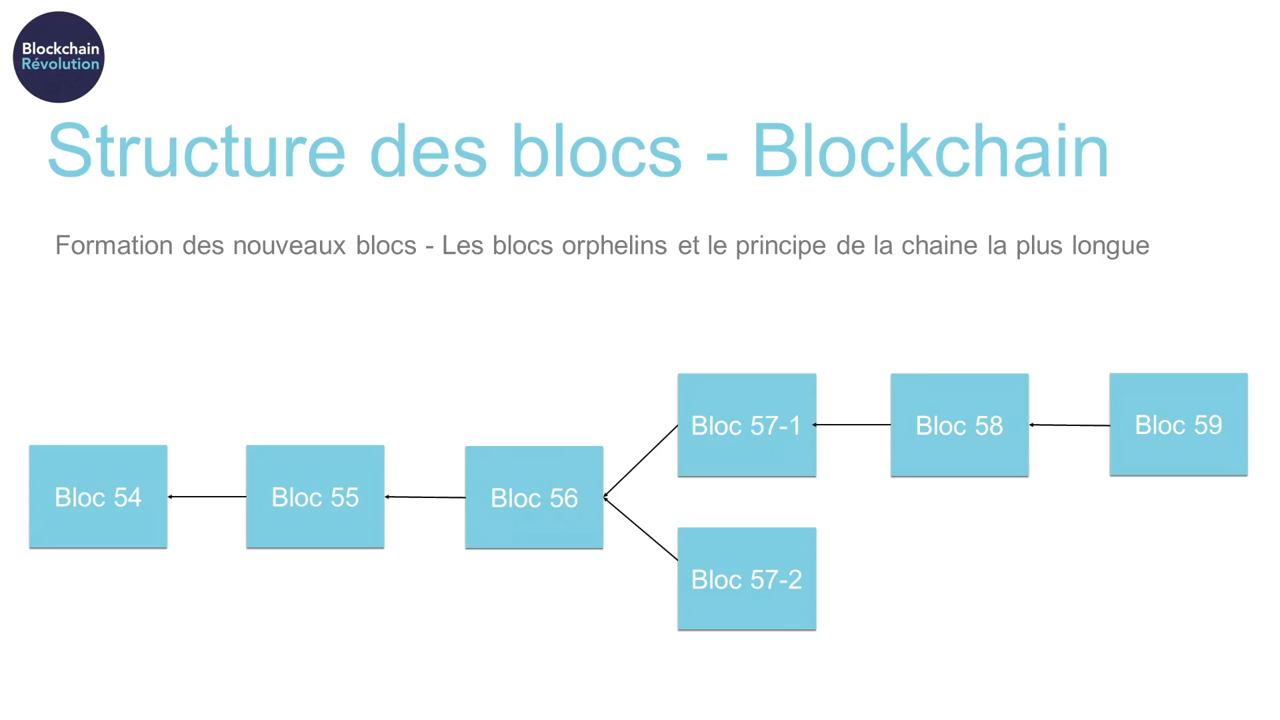 Blockchain
Révolution
Structure des blocs - Blockchain
Formation des nouveaux blocs - Les blocs orphelins et le principe de la chaine la plus longue
Bloc 54
Bloc 55
Bloc 56
Bloc 57-1
Bloc 58
Bloc 59
Bloc 57-2